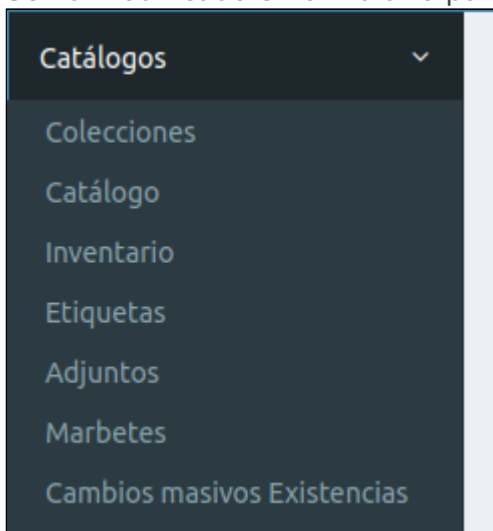 Catálogos
Colecciones
Catálogo
Inventario
Etiquetas
Adjuntos
Marbetes
Cambios masivos Existencias